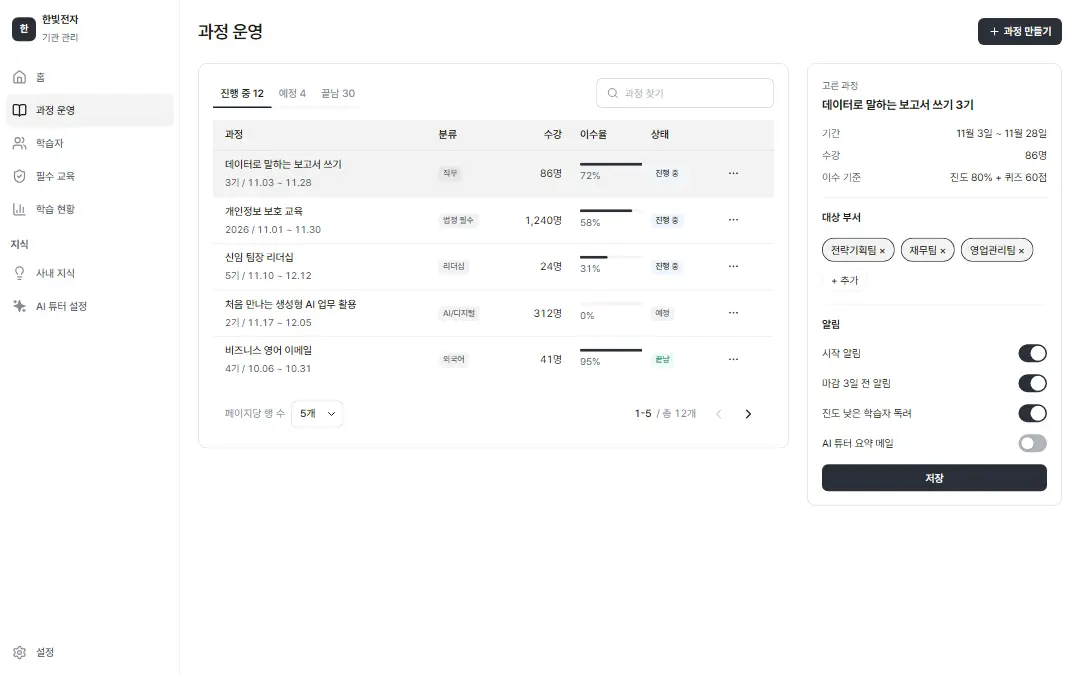 한
한빛전자
기관 관리
홈
과정 운영
학습자
필수 교육
학습 현황
지식
사내 지식
AI 튜터 설정
설정
과정 운영
+ 과정 만들기
진행 중 12 예정 4 끝남 30
과정 찾기
과정 분류 수강 이수율 상태
데이터로 말하는 보고서 쓰기
3기 / 11.03 ~ 11.28
직무 86명 72% 진행 중 ···
개인정보 보호 교육
2026 / 11.01 ~ 11.30
법정 필수 1,240명 58% 진행 중 ···
신임 팀장 리더십
5기 / 11.10 ~ 12.12
리더십 24명 31% 진행 중 ···
처음 만나는 생성형 AI 업무 활용
2기 / 11.17 ~ 12.05
AI/디지털 312명 0% 예정 ···
비즈니스 영어 이메일
4기 / 10.06 ~ 10.31
외국어 41명 95% 끝남 ···
페이지당 행 수 5개
1-5 / 총 12개
고른 과정
데이터로 말하는 보고서 쓰기 3기
기간 11월 3일 ~ 11월 28일
수강 86명
이수 기준 진도 80% + 퀴즈 60점
대상 부서
전략기획팀 × 재무팀 × 영업관리팀 ×
+ 추가
알림
시작 알림
마감 3일 전 알림
진도 낮은 학습자 독려
AI 튜터 요약 메일
저장